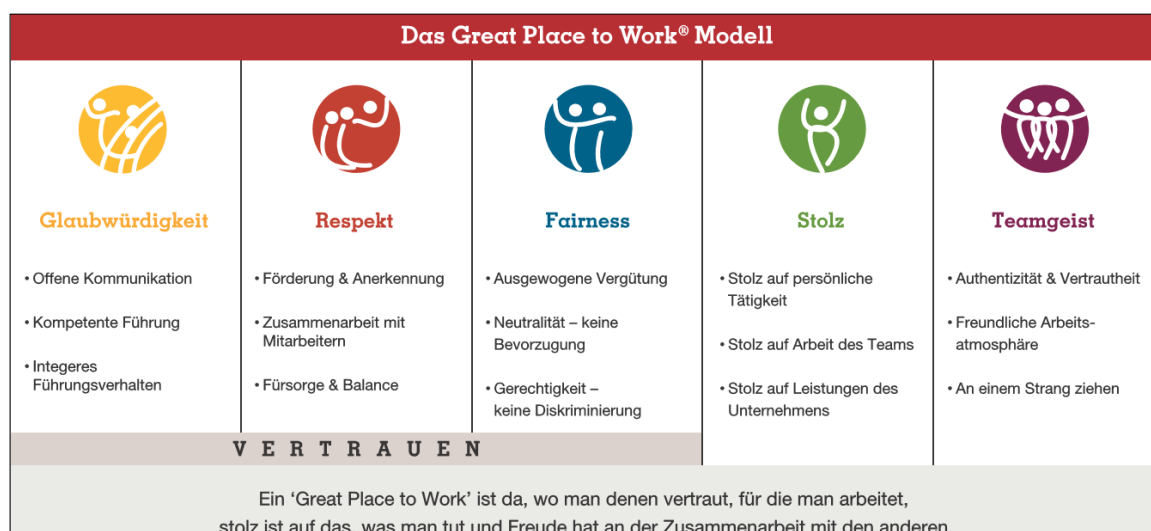 Das Great Place to Work® Modell
Glaubwürdigkeit
• Offene Kommunikation
• Kompetente Führung
• Integeres
Führungsverhalten
Respekt
• Förderung & Anerkennung
• Zusammenarbeit mit
Mitarbeitern
• Fürsorge & Balance
Fairness
• Ausgewogene Vergütung
• Neutralität – keine
Bevorzugung
• Gerechtigkeit –
keine Diskriminierung
Stolz
• Stolz auf persönliche
Tätigkeit
• Stolz auf Arbeit des Teams
• Stolz auf Leistungen des
Unternehmens
Teamgeist
• Authentizität & Vertrautheit
• Freundliche Arbeits-
atmosphäre
• An einem Strang ziehen
VERTRAUEN
Ein ‘Great Place to Work’ ist da, wo man denen vertraut, für die man arbeitet,
stolz ist auf das, was man tut und Freude hat an der Zusammenarbeit mit den anderen